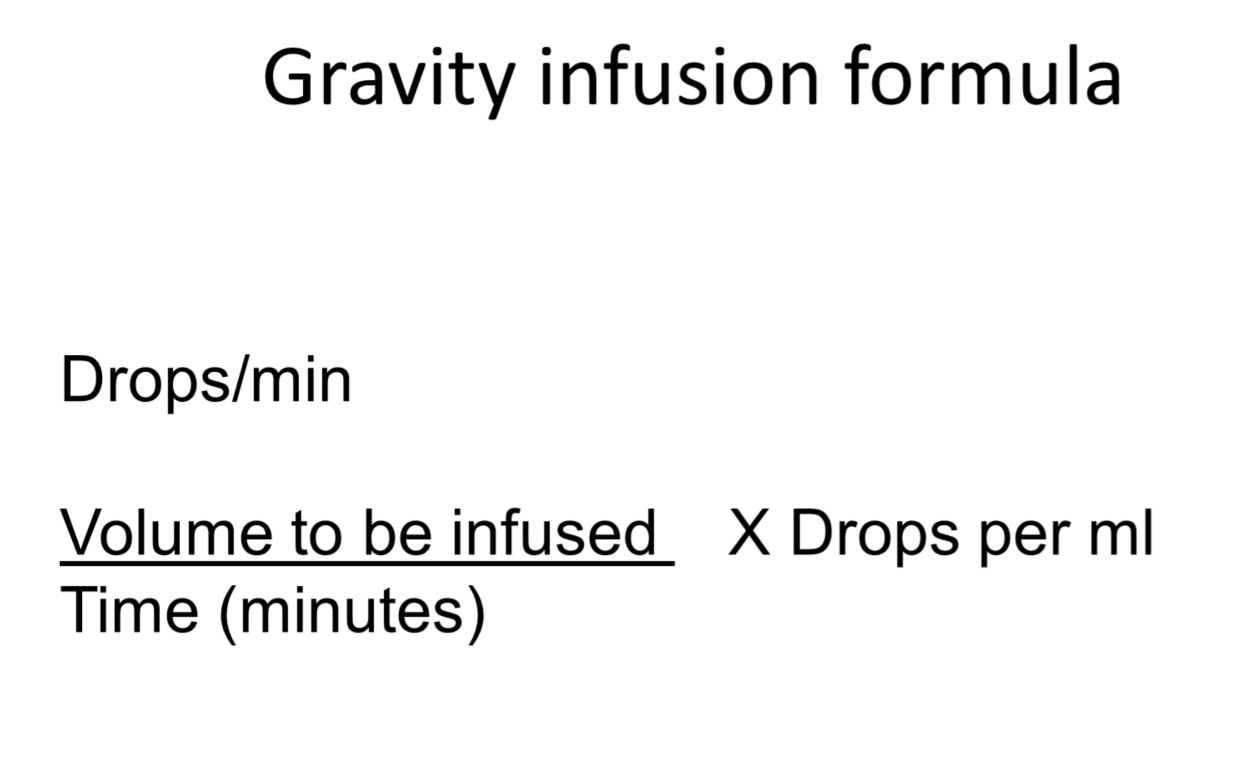 Gravity infusion formula
Drops/min
Volume to be infused X Drops per ml
Time (minutes)